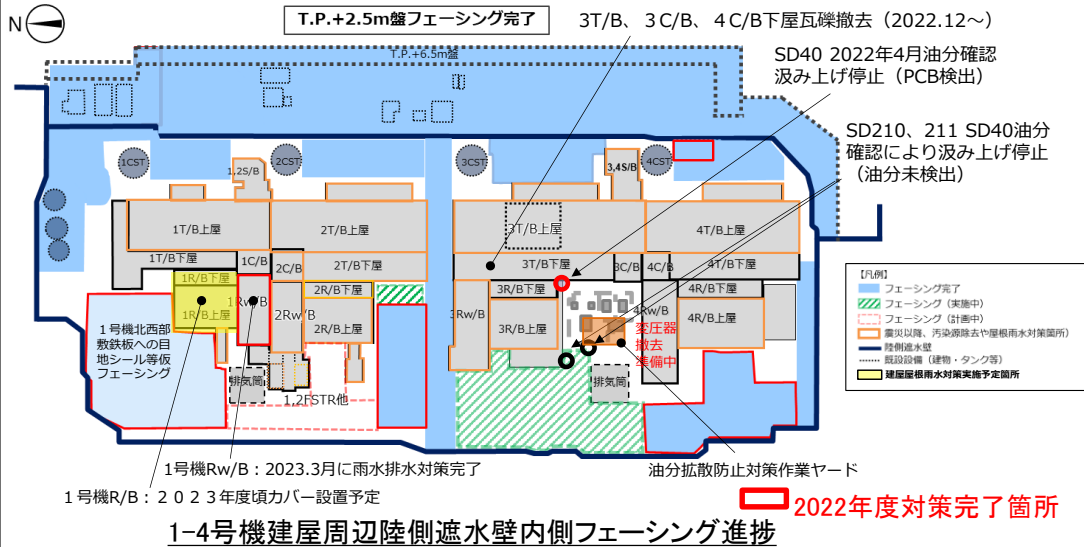 N
T.P.+2.5m盤フェーシング完了
3T/B、３C/B、４C/B下屋瓦礫撤去（2022.12～）
SD40 2022年4月油分確認
汲み上げ停止（PCB検出）
SD210、211 SD40油分
確認により汲み上げ停止
（油分未検出）
T.P.+6.5m盤
1CST
2CST
3CST
4CST
1,2S/B
3,4S/B
1T/B上屋
2T/B上屋
3T/B上屋
4T/B上屋
1T/B下屋
1C/B
2C/B
2T/B下屋
3T/B下屋
3C/B
4C/B
4T/B下屋
1R/B下屋
1R/B上屋
1Rw/B
2Rw/B
2R/B下屋
2R/B上屋
3Rw/B
3R/B下屋
3R/B上屋
4Rw/B
4R/B下屋
4R/B上屋
変圧器
撤去
準備中
１号機北西部
敷鉄板への目
地シール等仮
フェーシング
排気筒
1,2FSTR他
排気筒
【凡例】
フェーシング完了
フェーシング（実施中）
フェーシング（計画中）
震災以降、汚染源除去や屋根雨水対策箇所）
陸側遮水壁
既設設備（建物・タンク等）
建屋屋根雨水対策実施予定箇所
1号機Rw/B：2023.3月に雨水排水対策完了
１号機R/B：２０２３年度頃カバー設置予定
油分拡散防止対策作業ヤード
2022年度対策完了箇所
1-4号機建屋周辺陸側遮水壁内側フェーシング進捗